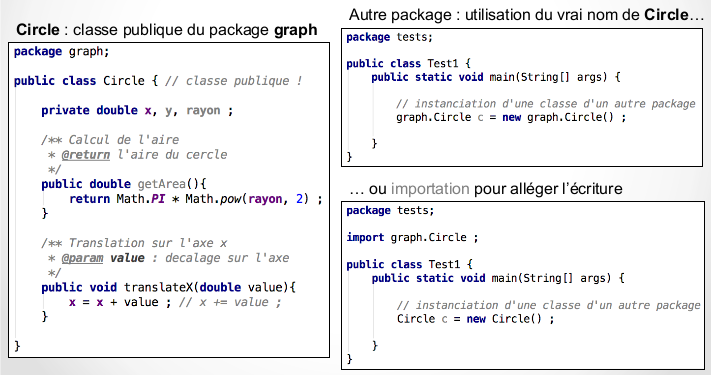 Circle : classe publique du package graph
package graph;
public class Circle { // classe publique !
private double x, y, rayon ;
/** Calcul de l'aire
* @return l'aire du cercle
*/
public double getArea(){
return Math.PI * Math.pow(rayon, 2) ;
}
/** Translation sur l'axe x
* @param value : decalage sur l'axe
*/
public void translateX(double value){
x = x + value ; // x += value ;
}
}
Autre package : utilisation du vrai nom de Circle…
package tests;
public class Test1 {
public static void main(String[] args) {
// instanciation d'une classe d'un autre package
graph.Circle c = new graph.Circle() ;
}
}
… ou importation pour alléger l’écriture
package tests;
import graph.Circle ;
public class Test1 {
public static void main(String[] args) {
// instanciation d'une classe d'un autre package
Circle c = new Circle() ;
}
}